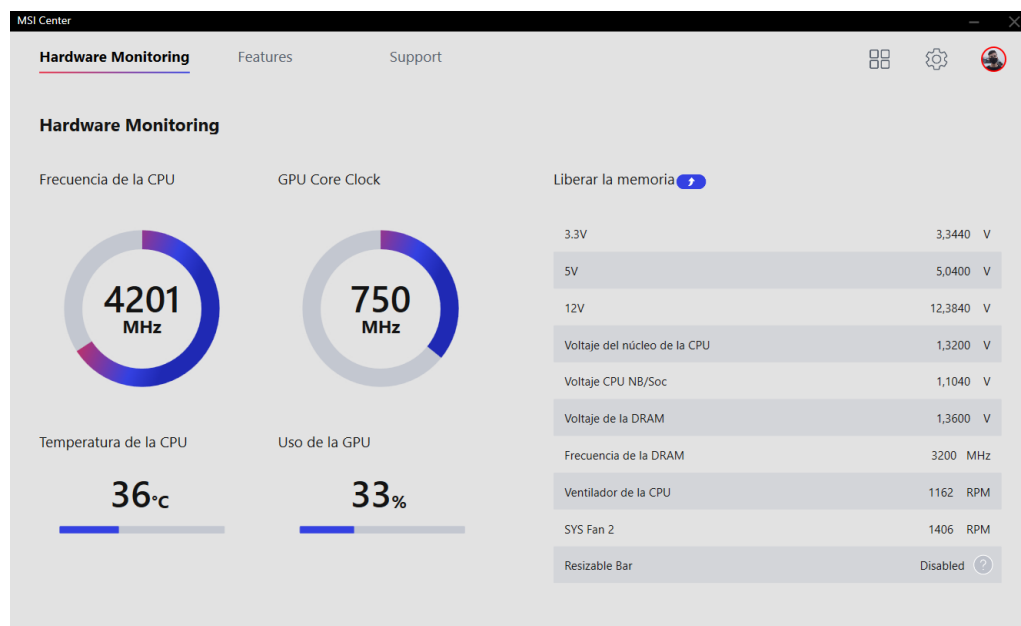 MSI Center
Hardware Monitoring Features Support
Hardware Monitoring
Frecuencia de la CPU GPU Core Clock Liberar la memoria
4201
MHz
750
MHz
Temperatura de la CPU Uso de la GPU
36°C
33%
3.3V 3,3440 V
5V 5,0400 V
12V 12,3840 V
Voltaje del núcleo de la CPU 1,3200 V
Voltaje CPU NB/Soc 1,1040 V
Voltaje de la DRAM 1,3600 V
Frecuencia de la DRAM 3200 MHz
Ventilador de la CPU 1162 RPM
SYS Fan 2 1406 RPM
Resizable Bar Disabled ?